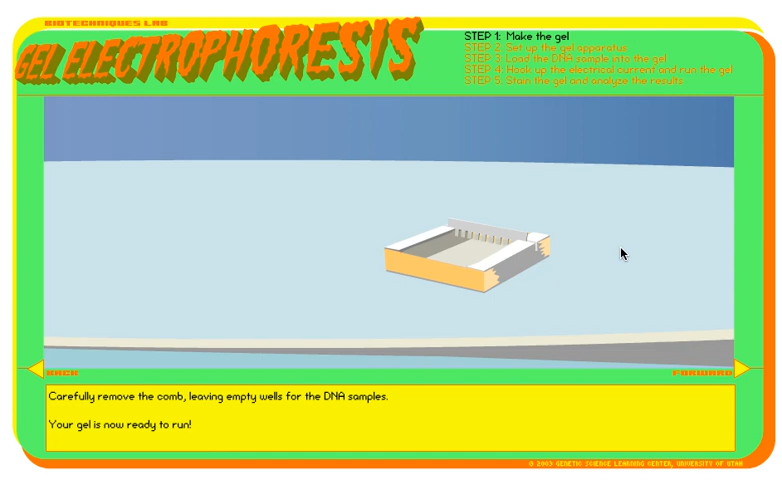 BIOTECHNIQUES LAB
GEL ELECTROPHORESIS
STEP 1: Make the gel
STEP 2: Set up the gel apparatus
STEP 3: Load the DNA sample into the gel
STEP 4: Hook up the electrical current and run the gel
STEP 5: Stain the gel and analyze the results
BACK
FORWARD
Carefully remove the comb, leaving empty wells for the DNA samples.
Your gel is now ready to run!
© 2003 GENETIC SCIENCE LEARNING CENTER, UNIVERSITY OF UTAH